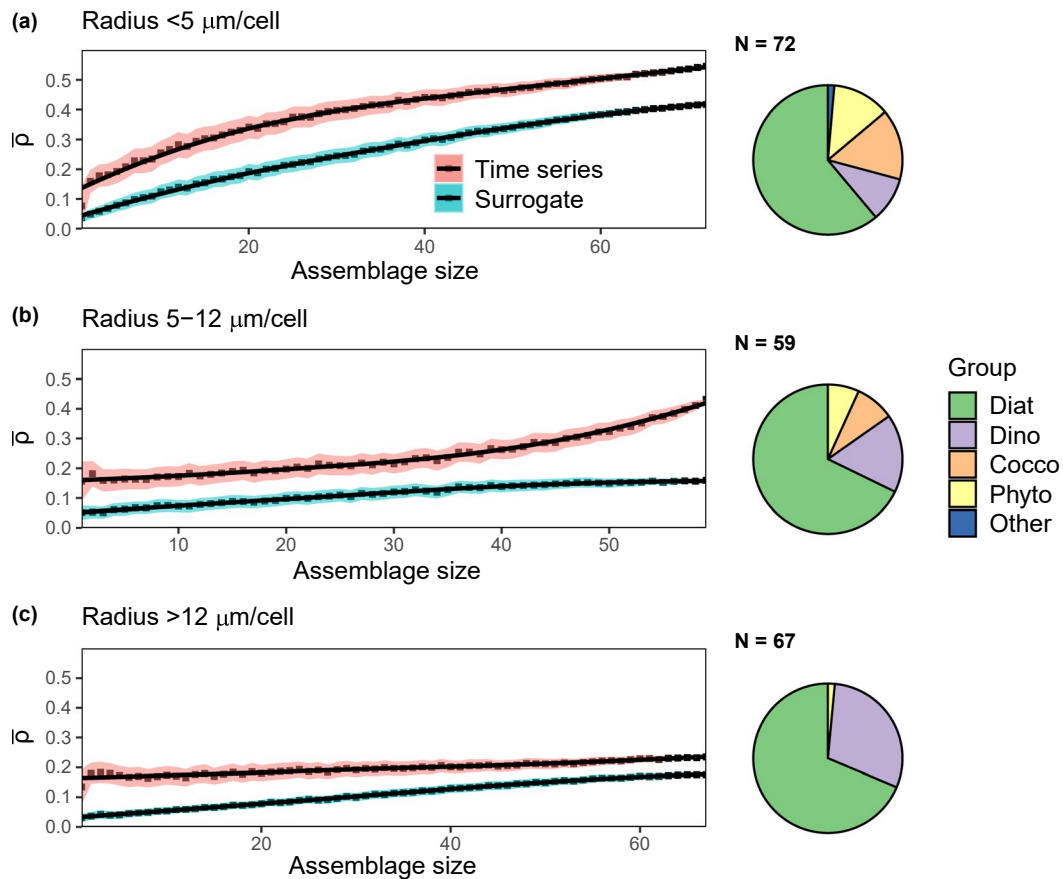 (a) Radius <5 μm/cell
N = 72
0.5
0.4
0.3
0.2
0.1
0.0
ρ̅
Time series
Surrogate
20 40 60
Assemblage size
(b) Radius 5−12 μm/cell
N = 59
0.5
0.4
0.3
0.2
0.1
0.0
ρ̅
10 20 30 40 50
Assemblage size
Group
Diat
Dino
Cocco
Phyto
Other
(c) Radius >12 μm/cell
N = 67
0.5
0.4
0.3
0.2
0.1
0.0
ρ̅
20 40 60
Assemblage size